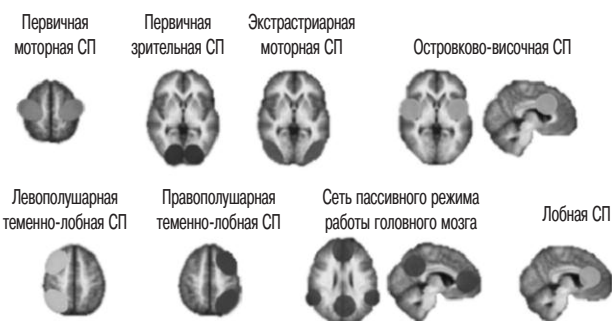 Первичная
моторная СП
Первичная
зрительная СП
Экстрастриарная
моторная СП
Островково-височная СП
Левополушарная
теменно-лобная СП
Правополушарная
теменно-лобная СП
Сеть пассивного режима
работы головного мозга
Лобная СП